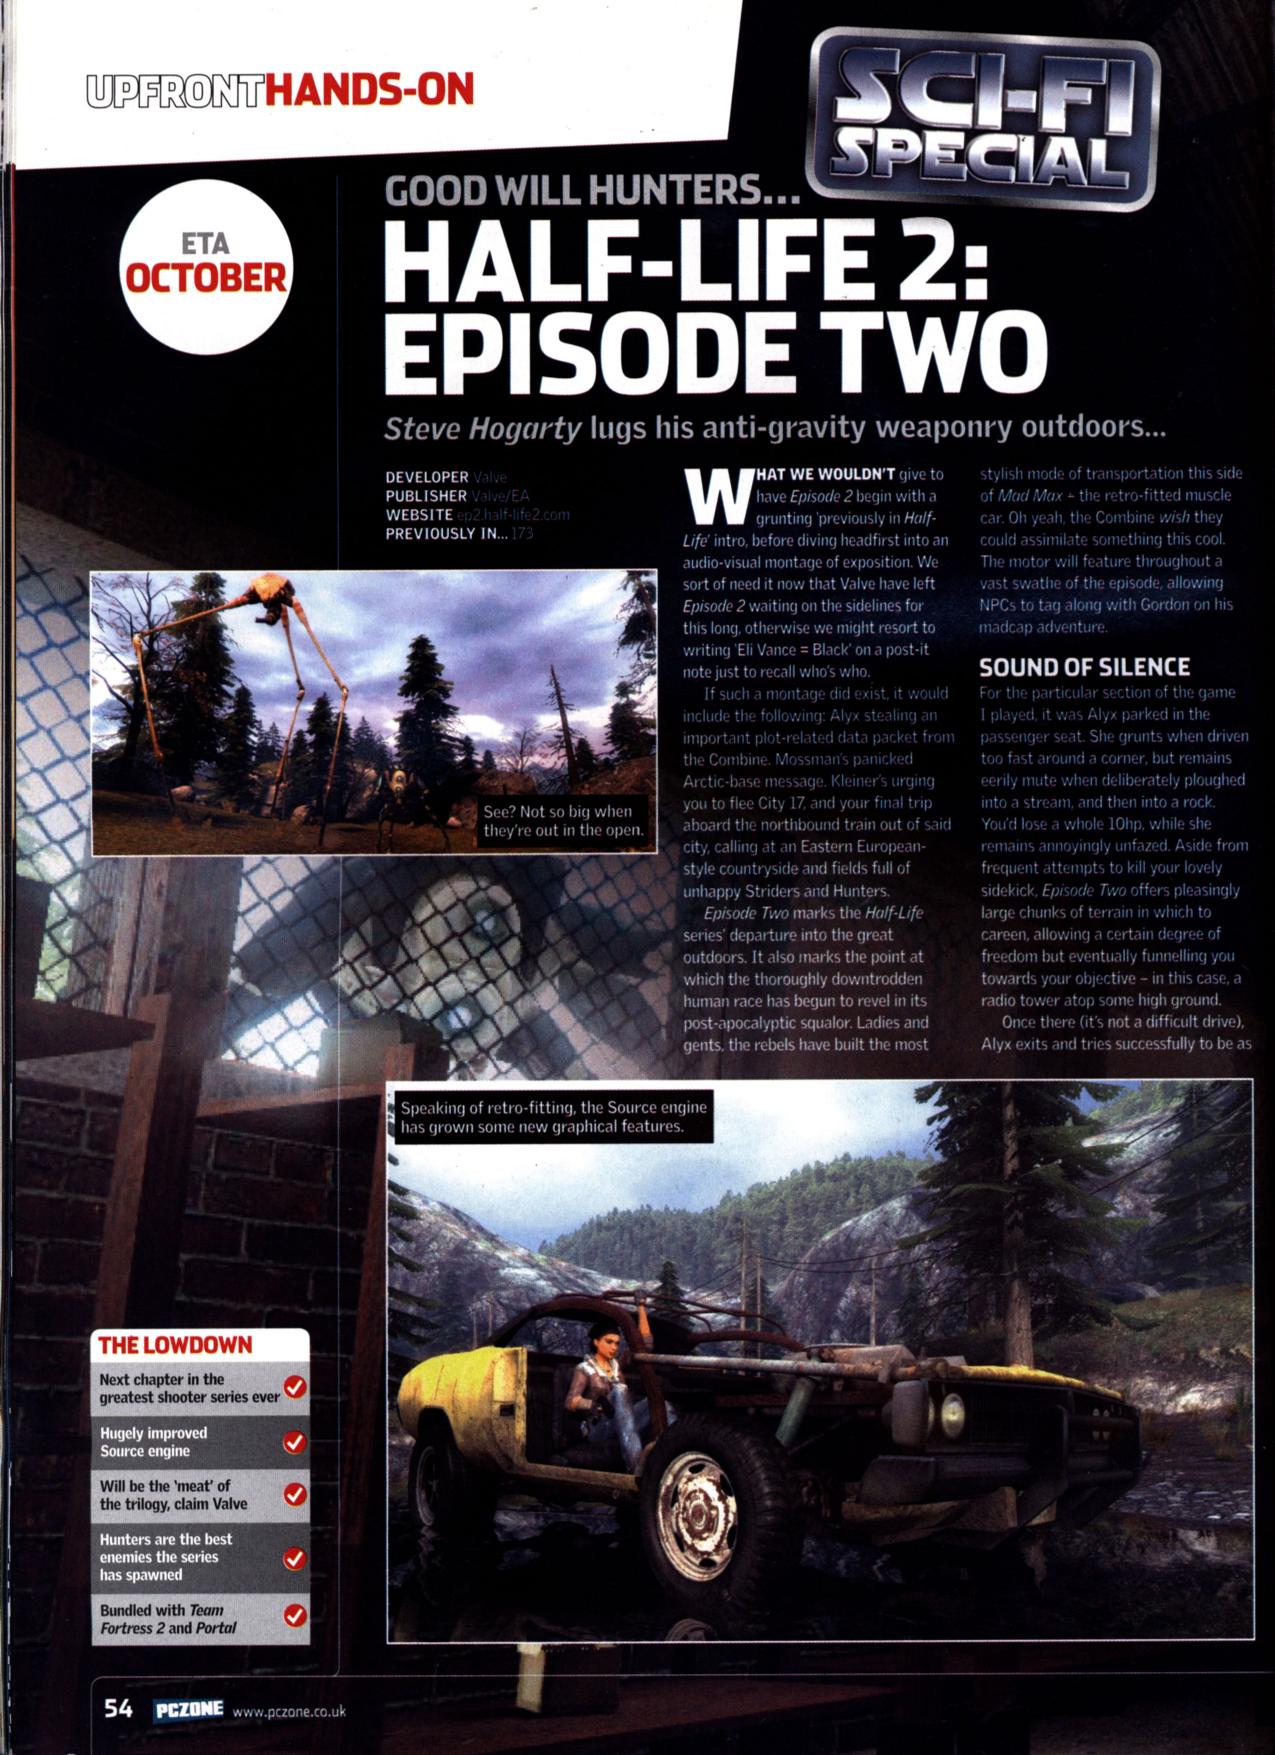 UPFRONTHANDS-ON
SCI-FI
SPECIAL
ETA
OCTOBER
GOOD WILL HUNTERS...
HALF-LIFE 2:
EPISODE TWO
Steve Hogarty lugs his anti-gravity weaponry outdoors...
DEVELOPER Valve
PUBLISHER Valve/EA
WEBSITE ep2.half-life2.com
PREVIOUSLY IN... 173
See? Not so big when
they're out in the open.
WHAT WE WOULDN'T give to
have Episode 2 begin with a
grunting 'previously in Half-
Life' intro, before diving headfirst into an
audio-visual montage of exposition. We
sort of need it now that Valve have left
Episode 2 waiting on the sidelines for
this long, otherwise we might resort to
writing 'Eli Vance = Black' on a post-it
note just to recall who's who.
If such a montage did exist, it would
include the following: Alyx stealing an
important plot-related data packet from
the Combine. Mossman's panicked
Arctic-base message. Kleiner's urging
you to flee City 17, and your final trip
aboard the northbound train out of said
city, calling at an Eastern European-
style countryside and fields full of
unhappy Striders and Hunters.
Episode Two marks the Half-Life
series' departure into the great
outdoors. It also marks the point at
which the thoroughly downtrodden
human race has begun to revel in its
post-apocalyptic squalor. Ladies and
gents, the rebels have built the most
stylish mode of transportation this side
of Mad Max – the retro-fitted muscle
car. Oh yeah, the Combine wish they
could assimilate something this cool.
The motor will feature throughout a
vast swathe of the episode, allowing
NPCs to tag along with Gordon on his
madcap adventure.
SOUND OF SILENCE
For the particular section of the game
I played, it was Alyx parked in the
passenger seat. She grunts when driven
too fast around a corner, but remains
eerily mute when deliberately ploughed
into a stream, and then into a rock.
You'd lose a whole 10hp, while she
remains annoyingly unfazed. Aside from
frequent attempts to kill your lovely
sidekick, Episode Two offers pleasingly
large chunks of terrain in which to
careen, allowing a certain degree of
freedom but eventually funnelling you
towards your objective – in this case, a
radio tower atop some high ground.
Once there (it's not a difficult drive),
Alyx exits and tries successfully to be as
Speaking of retro-fitting, the Source engine
has grown some new graphical features.
THE LOWDOWN
Next chapter in the
greatest shooter series ever
Hugely improved
Source engine
Will be the 'meat' of
the trilogy, claim Valve
Hunters are the best
enemies the series
has spawned
Bundled with Team
Fortress 2 and Portal
54 PCZONE www.pczone.co.uk